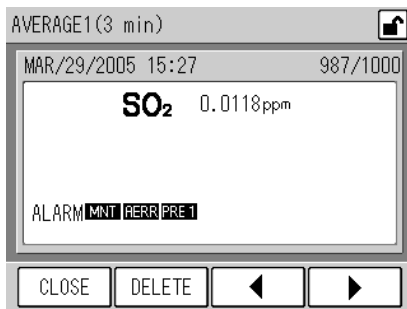 AVERAGE1(3 min)
MAR/29/2005 15:27 987/1000
SO₂ 0.0118ppm
ALARM MNT AERR PRE1
CLOSE DELETE